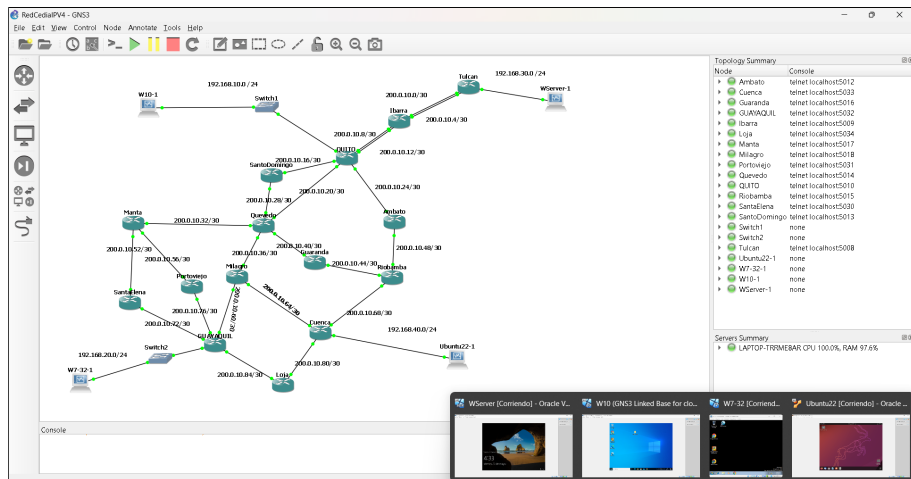 RedCedialPV4 - GNS3
File Edit View Control Node Annotate Tools Help
Topology Summary
Node Console
Ambato telnet localhost:5012
Cuenca telnet localhost:5033
Guaranda telnet localhost:5016
GUAYAQUIL telnet localhost:5032
Ibarra telnet localhost:5009
Loja telnet localhost:5034
Manta telnet localhost:5017
Milagro telnet localhost:5018
Portoviejo telnet localhost:5031
Quevedo telnet localhost:5014
QUITO telnet localhost:5010
Riobamba telnet localhost:5015
SantaElena telnet localhost:5030
SantoDomingo telnet localhost:5013
Switch1 none
Switch2 none
Tulcan telnet localhost:5008
Ubuntu22-1 none
W7-32-1 none
W10-1 none
WServer-1 none
Servers Summary
LAPTOP-TRRMEBAR CPU 100.0%, RAM 97.6%
Tulcan
192.168.30.0 /24
192.168.10.0 / 24
W10-1
Switch1
200.0.10.0/30
WServer-1
Ibarra
200.0.10.4/30
200.0.10.8/30
QUITO
200.0.10.12/30
200.0.10.16/30
SantoDomingo
200.0.10.20/30
200.0.10.24/30
200.0.10.28/30
Manta
200.0.10.32/30
Quevedo
Ambato
200.0.10.52/30
200.0.10.56/30
200.0.10.36/30
200.0.10.40/30
Guaranda
200.0.10.48/30
200.0.10.44/30
Riobamba
Milagro
Portoviejo
SantaElena
200.0.10.60/30
200.0.10.64/30
200.0.10.76/30
200.0.10.68/30
200.0.10.72/30
Cuenca
192.168.40.0/ 24
GUAYAQUIL
Switch2
192.168.20.0/24
Ubuntu22-1
200.0.10.80/30
200.0.10.84/30
Loja
W7-32-1
Console
WServer [Corriendo] - Oracle V...
W10 (GNS3 Linked Base for clo...
W7-32 [Corriend...
Ubuntu22 [Corriendo] - Oracle ...
4:33